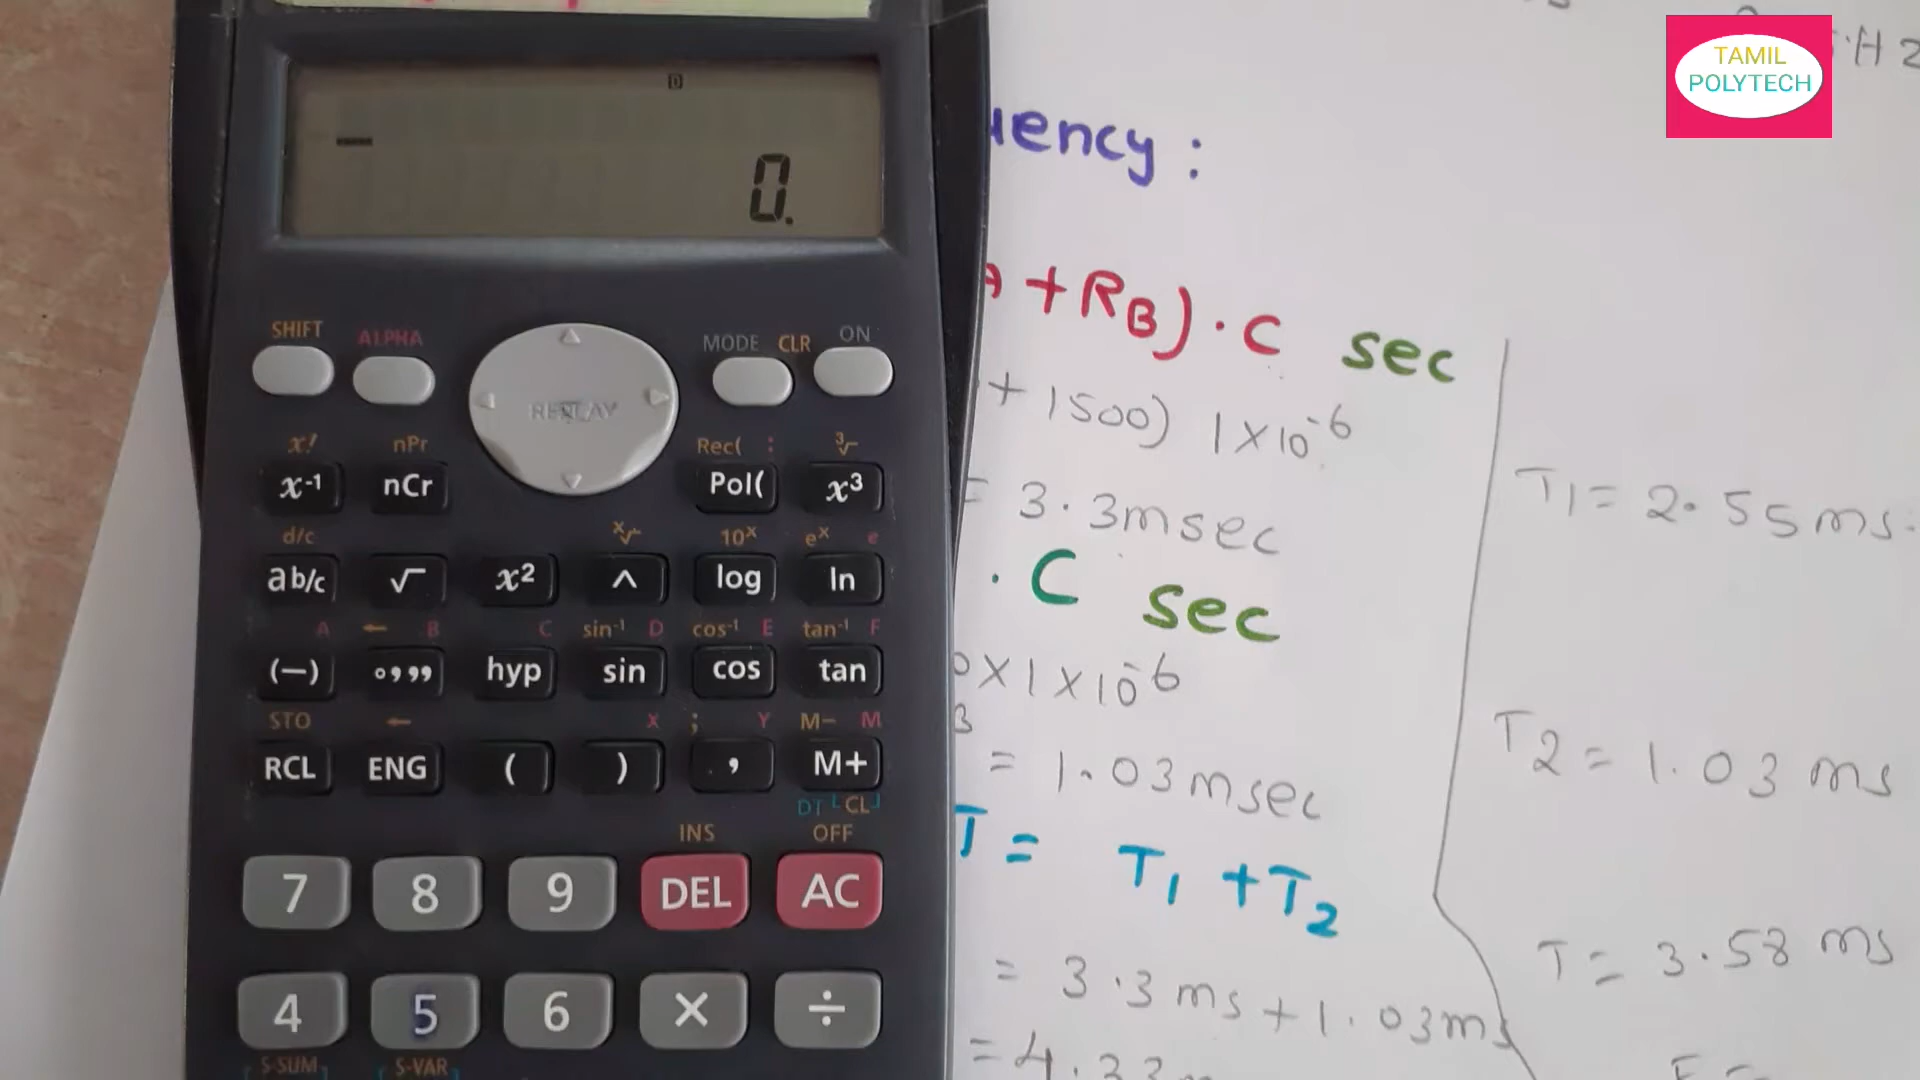 TAMIL
POLYTECH
D
0.
SHIFT ALPHA MODE CLR ON
REPLAY
x! nPr Rec( : ³√
x⁻¹ nCr Pol( x³
d/c ˣ√ 10ˣ eˣ e
ab/c √ x² ^ log ln
A ← B C sin⁻¹ D cos⁻¹ E tan⁻¹ F
(−) °,,, hyp sin cos tan
STO ← X ; Y M− M
RCL ENG ( ) , M+
DT CL
INS OFF
7 8 9 DEL AC
4 5 6 × ÷
S-SUM S-VAR
uency :
+RB).C sec
+1500) 1×10⁻⁶
= 3.3msec
.C sec
×1×10⁻⁶
= 1.03msec
T = T1 +T2
= 3.3ms+1.03ms
T1= 2.55ms.
T2= 1.03 ms
T= 3.58 ms